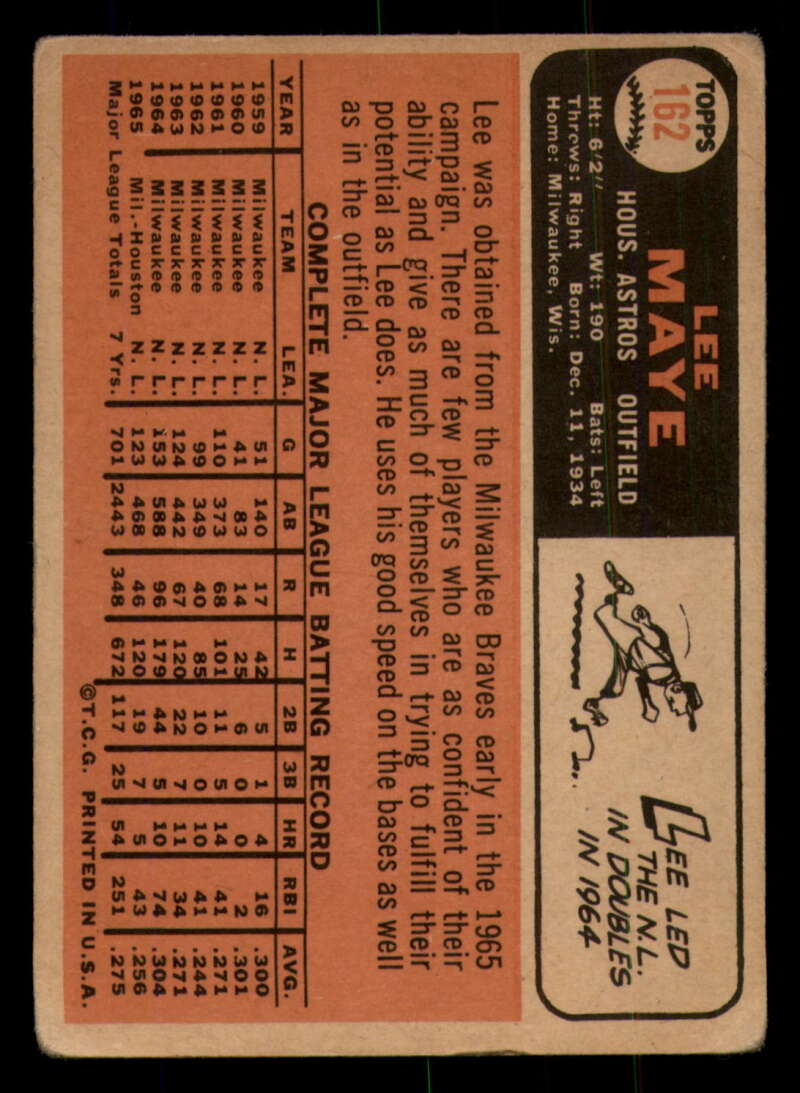 TOPPS
162
LEE
MAYE
HOUS. ASTROS OUTFIELD
Ht: 6'2" Wt: 190 Bats: Left
Throws: Right Born: Dec. 11, 1934
Home: Milwaukee, Wis.
LEE LED
THE N.L.
IN DOUBLES
IN 1964
Lee was obtained from the Milwaukee Braves early in the 1965
campaign. There are few players who are as confident of their
ability and give as much of themselves in trying to fulfill their
potential as Lee does. He uses his good speed on the bases as well
as in the outfield.
COMPLETE MAJOR LEAGUE BATTING RECORD
YEAR TEAM LEA. G AB R H 2B 3B HR RBI AVG.
1959 Milwaukee N. L. 51 140 17 42 5 1 4 16 .300
1960 Milwaukee N. L. 41 83 14 25 6 0 0 2 .301
1961 Milwaukee N. L. 110 373 68 101 11 5 14 41 .271
1962 Milwaukee N. L. 99 349 40 85 10 0 10 41 .244
1963 Milwaukee N. L. 124 442 67 120 22 7 11 34 .271
1964 Milwaukee N. L. 153 588 96 179 44 5 10 74 .304
1965 Mil.-Houston N. L. 123 468 46 120 19 7 5 43 .256
Major League Totals 7 Yrs. 701 2443 348 672 117 25 54 251 .275
©T.C.G. PRINTED IN U.S.A.